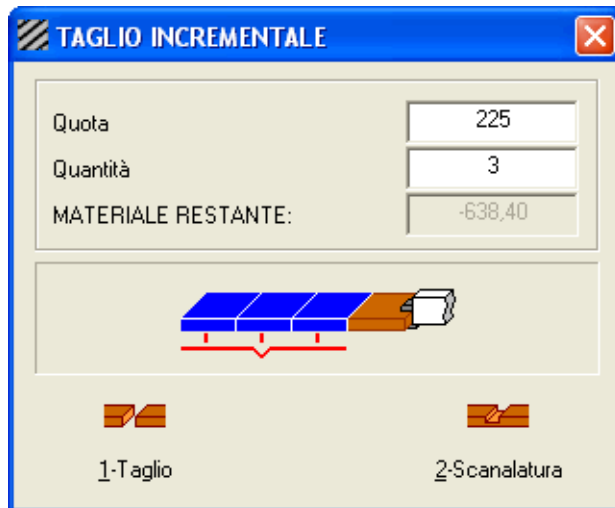 TAGLIO INCREMENTALE
Quota 225
Quantità 3
MATERIALE RESTANTE: -638,40
1-Taglio 2-Scanalatura